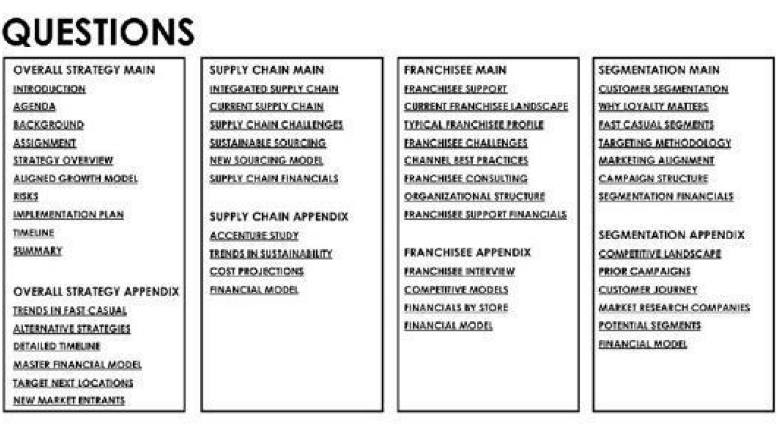 QUESTIONS
OVERALL STRATEGY MAIN
INTRODUCTION
AGENDA
BACKGROUND
ASSIGNMENT
STRATEGY OVERVIEW
ALIGNED GROWTH MODEL
RISKS
IMPLEMENTATION PLAN
TIMELINE
SUMMARY
OVERALL STRATEGY APPENDIX
TRENDS IN FAST CASUAL
ALTERNATIVE STRATEGIES
DETAILED TIMELINE
MASTER FINANCIAL MODEL
TARGET NEXT LOCATIONS
NEW MARKET ENTRANTS
SUPPLY CHAIN MAIN
INTEGRATED SUPPLY CHAIN
CURRENT SUPPLY CHAIN
SUPPLY CHAIN CHALLENGES
SUSTAINABLE SOURCING
NEW SOURCING MODEL
SUPPLY CHAIN FINANCIALS
SUPPLY CHAIN APPENDIX
ACCENTURE STUDY
TRENDS IN SUSTAINABILITY
COST PROJECTIONS
FINANCIAL MODEL
FRANCHISEE MAIN
FRANCHISEE SUPPORT
CURRENT FRANCHISEE LANDSCAPE
TYPICAL FRANCHISEE PROFILE
FRANCHISEE CHALLENGES
CHANNEL BEST PRACTICES
FRANCHISEE CONSULTING
ORGANIZATIONAL STRUCTURE
FRANCHISEE SUPPORT FINANCIALS
FRANCHISEE APPENDIX
FRANCHISEE INTERVIEW
COMPETITIVE MODELS
FINANCIALS BY STORE
FINANCIAL MODEL
SEGMENTATION MAIN
CUSTOMER SEGMENTATION
WHY LOYALTY MATTERS
FAST CASUAL SEGMENTS
TARGETING METHODOLOGY
MARKETING ALIGNMENT
CAMPAIGN STRUCTURE
SEGMENTATION FINANCIALS
SEGMENTATION APPENDIX
COMPETITIVE LANDSCAPE
PRIOR CAMPAIGNS
CUSTOMER JOURNEY
MARKET RESEARCH COMPANIES
POTENTIAL SEGMENTS
FINANCIAL MODEL